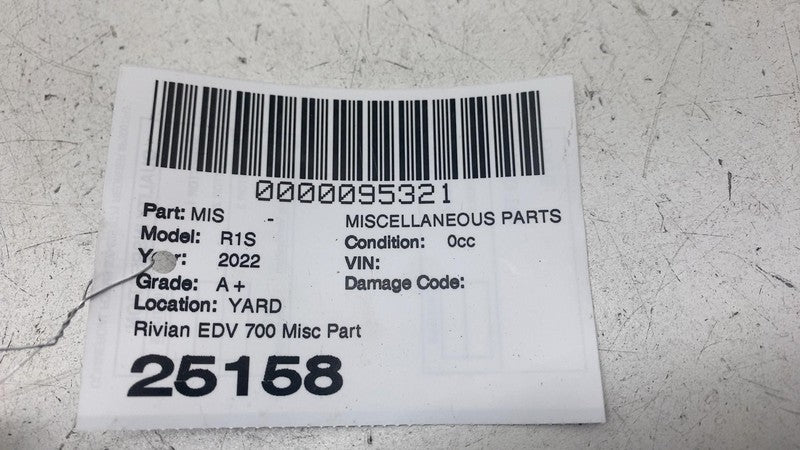 0000095321
Part: MIS - MISCELLANEOUS PARTS
Model: R1S Condition: 0cc
Year: 2022 VIN:
Grade: A+ Damage Code:
Location: YARD
Rivian EDV 700 Misc Part
25158